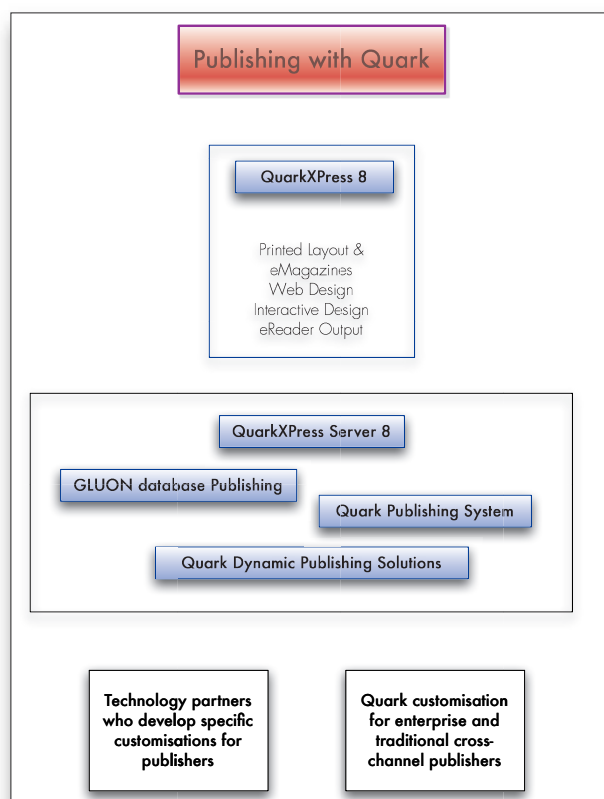 Publishing with Quark
QuarkXPress 8
Printed Layout &
eMagazines
Web Design
Interactive Design
eReader Output
QuarkXPress Server 8
GLUON database Publishing
Quark Publishing System
Quark Dynamic Publishing Solutions
Technology partners
who develop specific
customisations for
publishers
Quark customisation
for enterprise and
traditional cross-
channel publishers